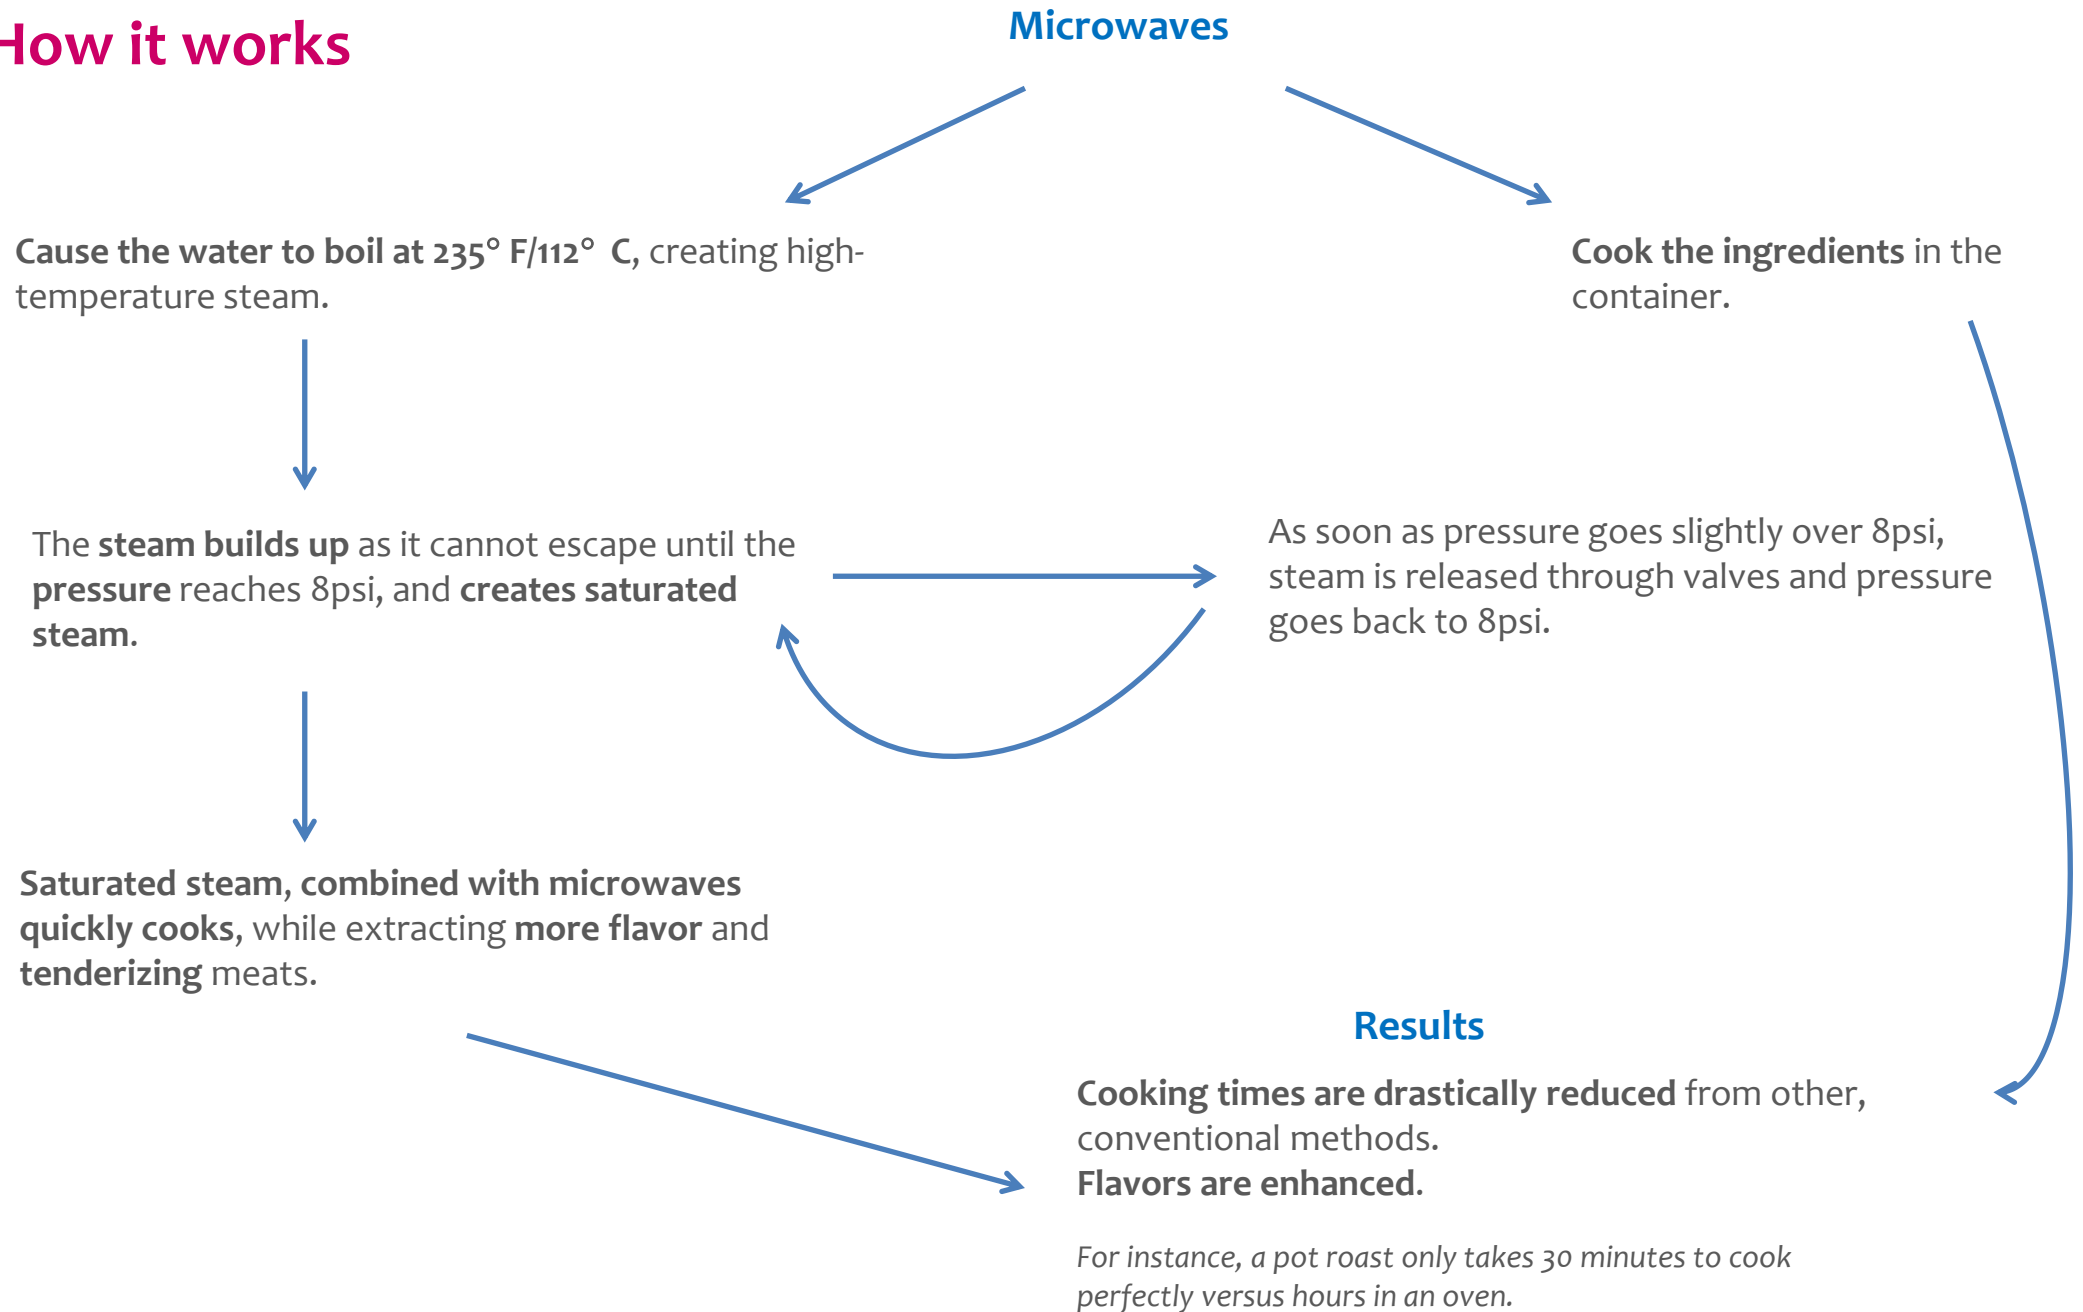 How it works
Microwaves
Cause the water to boil at 235° F/112° C, creating high-
temperature steam.
Cook the ingredients in the
container.
The steam builds up as it cannot escape until the
pressure reaches 8psi, and creates saturated
steam.
As soon as pressure goes slightly over 8psi,
steam is released through valves and pressure
goes back to 8psi.
Saturated steam, combined with microwaves
quickly cooks, while extracting more flavor and
tenderizing meats.
Results
Cooking times are drastically reduced from other,
conventional methods.
Flavors are enhanced.
For instance, a pot roast only takes 30 minutes to cook
perfectly versus hours in an oven.